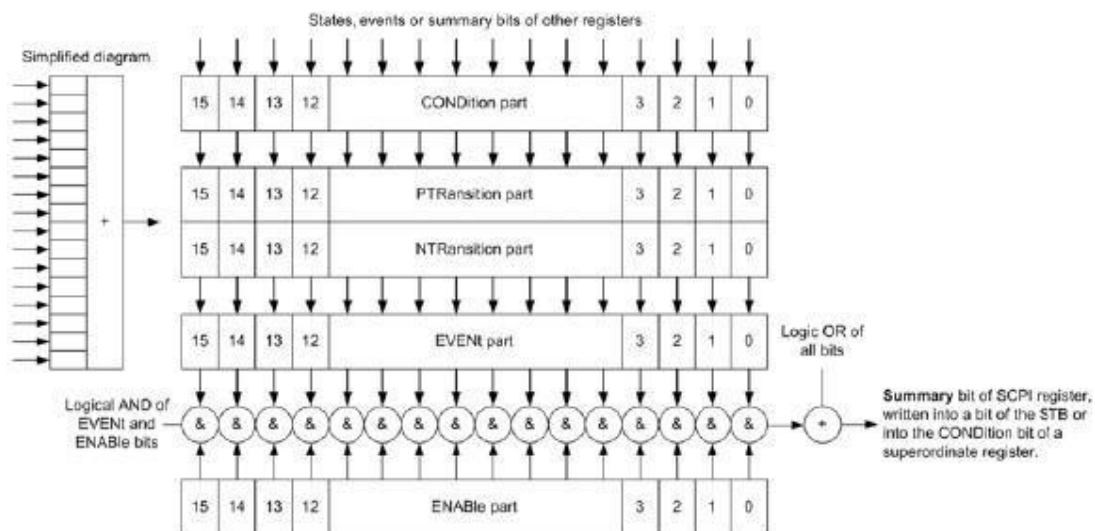 States, events or summary bits of other registers
Simplified diagram
15 14 13 12 CONDition part 3 2 1 0
15 14 13 12 PTRansition part 3 2 1 0
+
15 14 13 12 NTRansition part 3 2 1 0
15 14 13 12 EVENt part 3 2 1 0
Logic OR of
all bits
Logical AND of
EVENt and
ENABle bits
& & & & & & & & & & & & & & & &
+
Summary bit of SCPI register,
written into a bit of the STB or
into the CONDition bit of a
superordinate register.
15 14 13 12 ENABle part 3 2 1 0